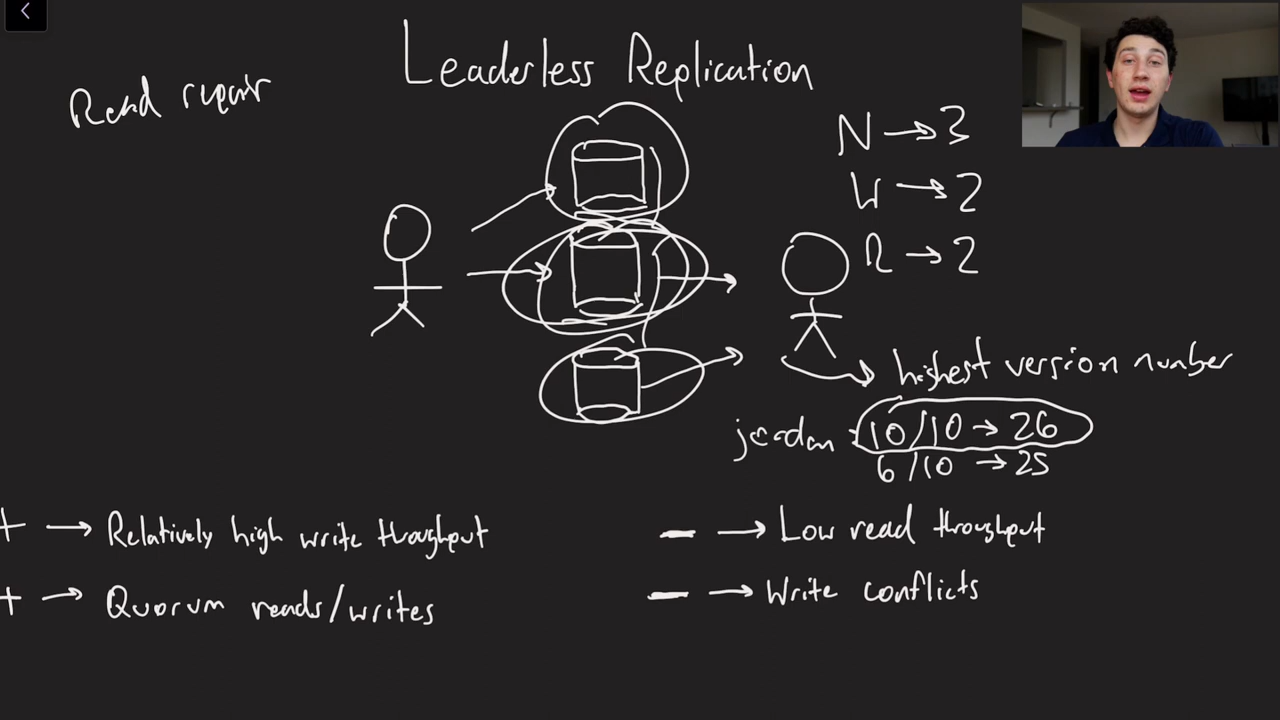 Leaderless Replication
Read repair
N → 3
W → 2
R → 2
highest version number
jordan : 10/10 → 26
6/10 → 25
+ → Relatively high write throughput
+ → Quorum reads/writes
— → Low read throughput
— → Write conflicts